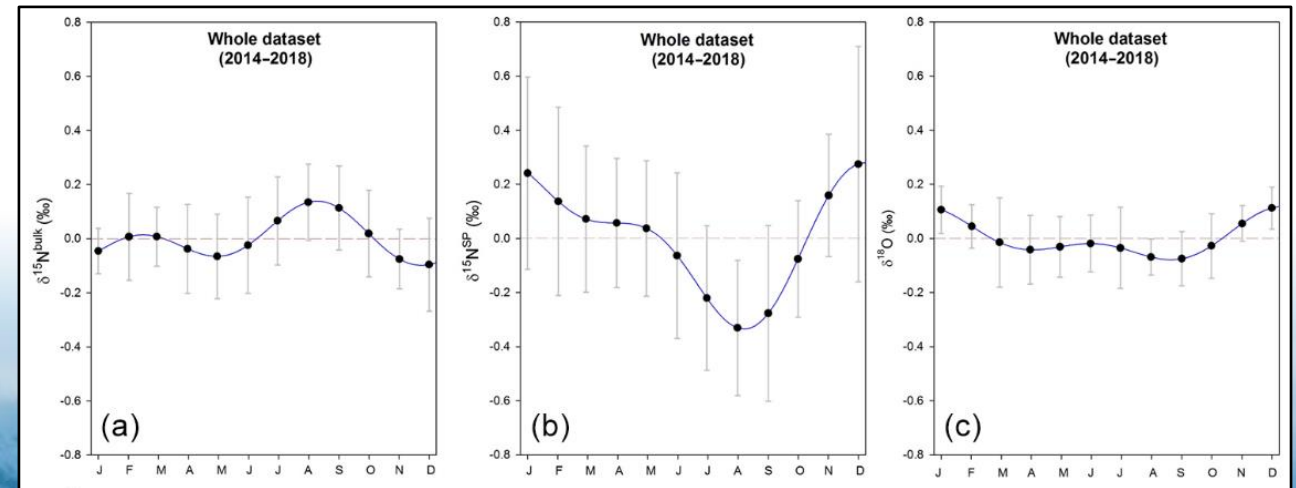 Whole dataset
(2014–2018)
0.8
0.6
0.4
0.2
0.0
-0.2
-0.4
-0.6
-0.8
δ¹⁵Nᵇᵘˡᵏ (‰)
(a)
J F M A M J J A S O N D
Whole dataset
(2014–2018)
0.8
0.6
0.4
0.2
0.0
-0.2
-0.4
-0.6
-0.8
δ¹⁵Nˢᴾ (‰)
(b)
J F M A M J J A S O N D
Whole dataset
(2014–2018)
0.8
0.6
0.4
0.2
0.0
-0.2
-0.4
-0.6
-0.8
δ¹⁸O (‰)
(c)
J F M A M J J A S O N D